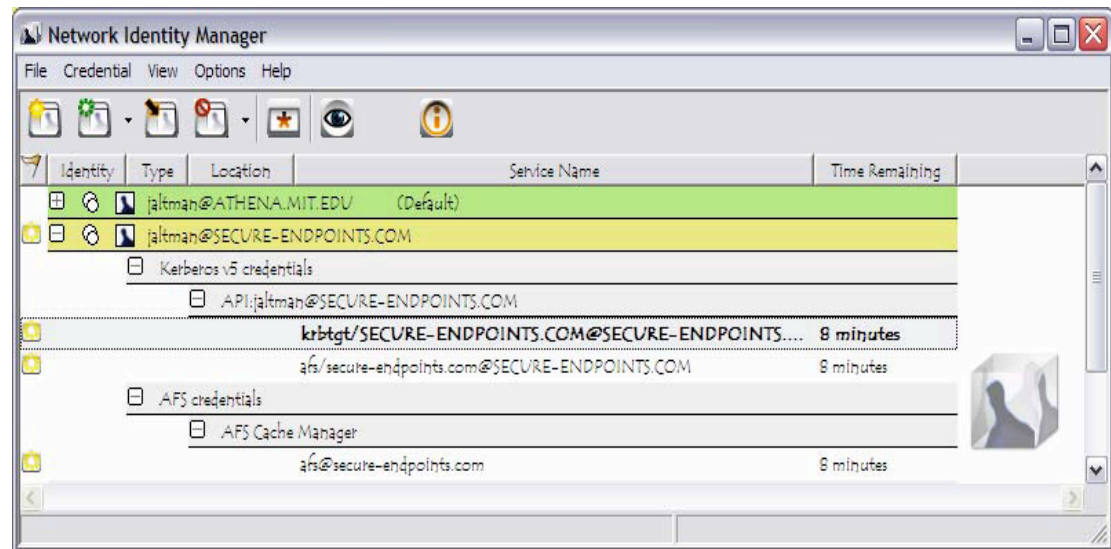 Network Identity Manager
File Credential View Options Help
Identity Type Location Service Name Time Remaining
jaltman@ATHENA.MIT.EDU (Default)
jaltman@SECURE-ENDPOINTS.COM
Kerberos v5 credentials
API:jaltman@SECURE-ENDPOINTS.COM
krbtgt/SECURE-ENDPOINTS.COM@SECURE-ENDPOINTS.... 8 minutes
afs/secure-endpoints.com@SECURE-ENDPOINTS.COM 8 minutes
AFS credentials
AFS Cache Manager
afs@secure-endpoints.com 8 minutes